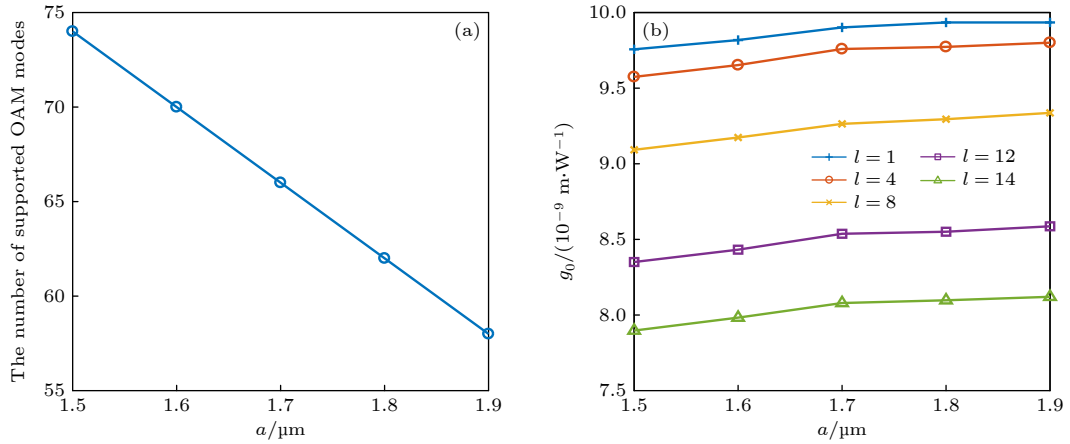 The number of supported OAM modes
75
70
65
60
55
(a)
1.5 1.6 1.7 1.8 1.9
a/µm
g₀/(10⁻⁹ m·W⁻¹)
10.0
9.5
9.0
8.5
8.0
7.5
(b)
l = 1 l = 12
l = 4 l = 14
l = 8
1.5 1.6 1.7 1.8 1.9
a/µm